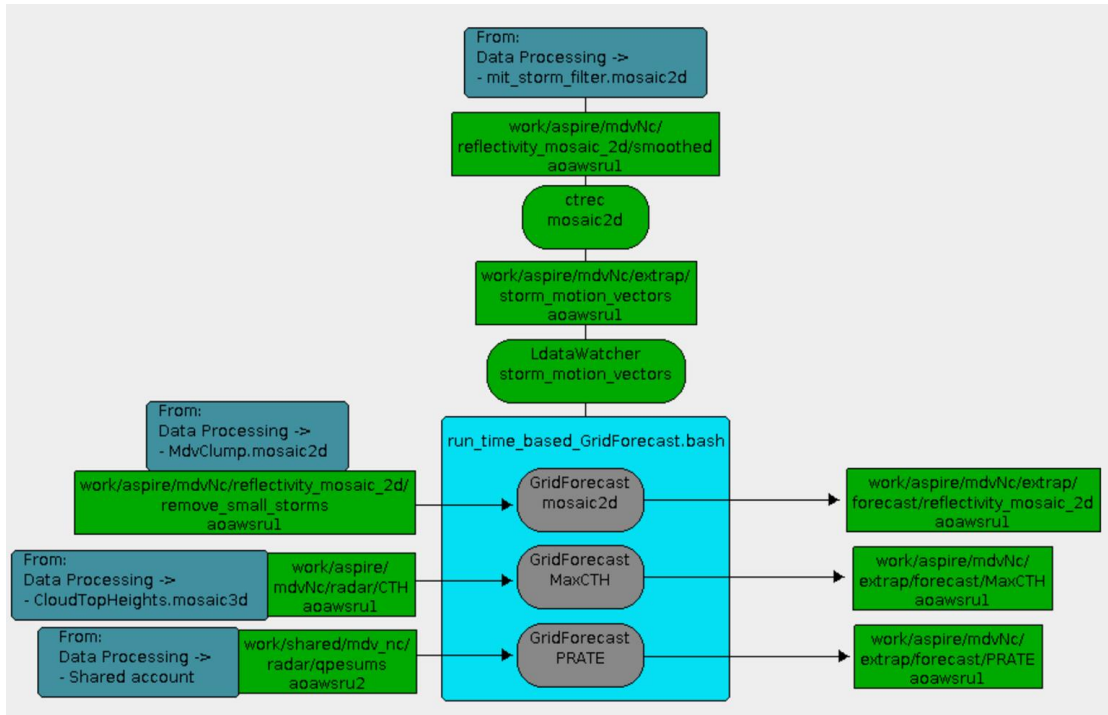 From:
Data Processing ->
- mit_storm_filter.mosaic2d
work/aspire/mdvNc/
reflectivity_mosaic_2d/smoothed
aoawsru1
ctrec
mosaic2d
work/aspire/mdvNc/extrap/
storm_motion_vectors
aoawsru1
LdataWatcher
storm_motion_vectors
run_time_based_GridForecast.bash
From:
Data Processing ->
- MdvClump.mosaic2d
work/aspire/mdvNc/reflectivity_mosaic_2d/
remove_small_storms
aoawsru1
GridForecast
mosaic2d
work/aspire/mdvNc/extrap/
forecast/reflectivity_mosaic_2d
aoawsru1
From:
Data Processing ->
- CloudTopHeights.mosaic3d
work/aspire/
mdvNc/radar/CTH
aoawsru1
GridForecast
MaxCTH
work/aspire/mdvNc/
extrap/forecast/MaxCTH
aoawsru1
From:
Data Processing ->
- Shared account
work/shared/mdv_nc/
radar/qpesums
aoawsru2
GridForecast
PRATE
work/aspire/mdvNc/
extrap/forecast/PRATE
aoawsru1